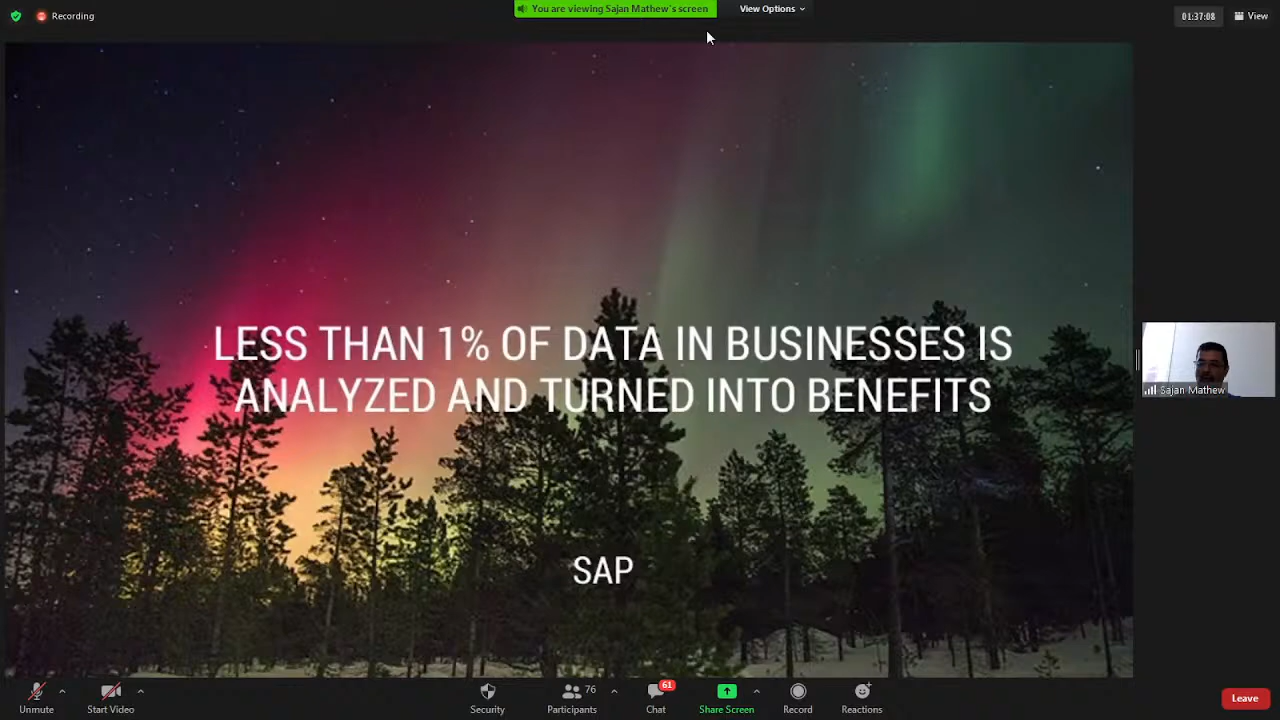 Recording
You are viewing Sajan Mathew's screen
View Options
01:37:08
View
LESS THAN 1% OF DATA IN BUSINESSES IS
ANALYZED AND TURNED INTO BENEFITS
SAP
Sajan Mathew
Unmute
Start Video
Security
76
Participants
61
Chat
Share Screen
Record
Reactions
Leave